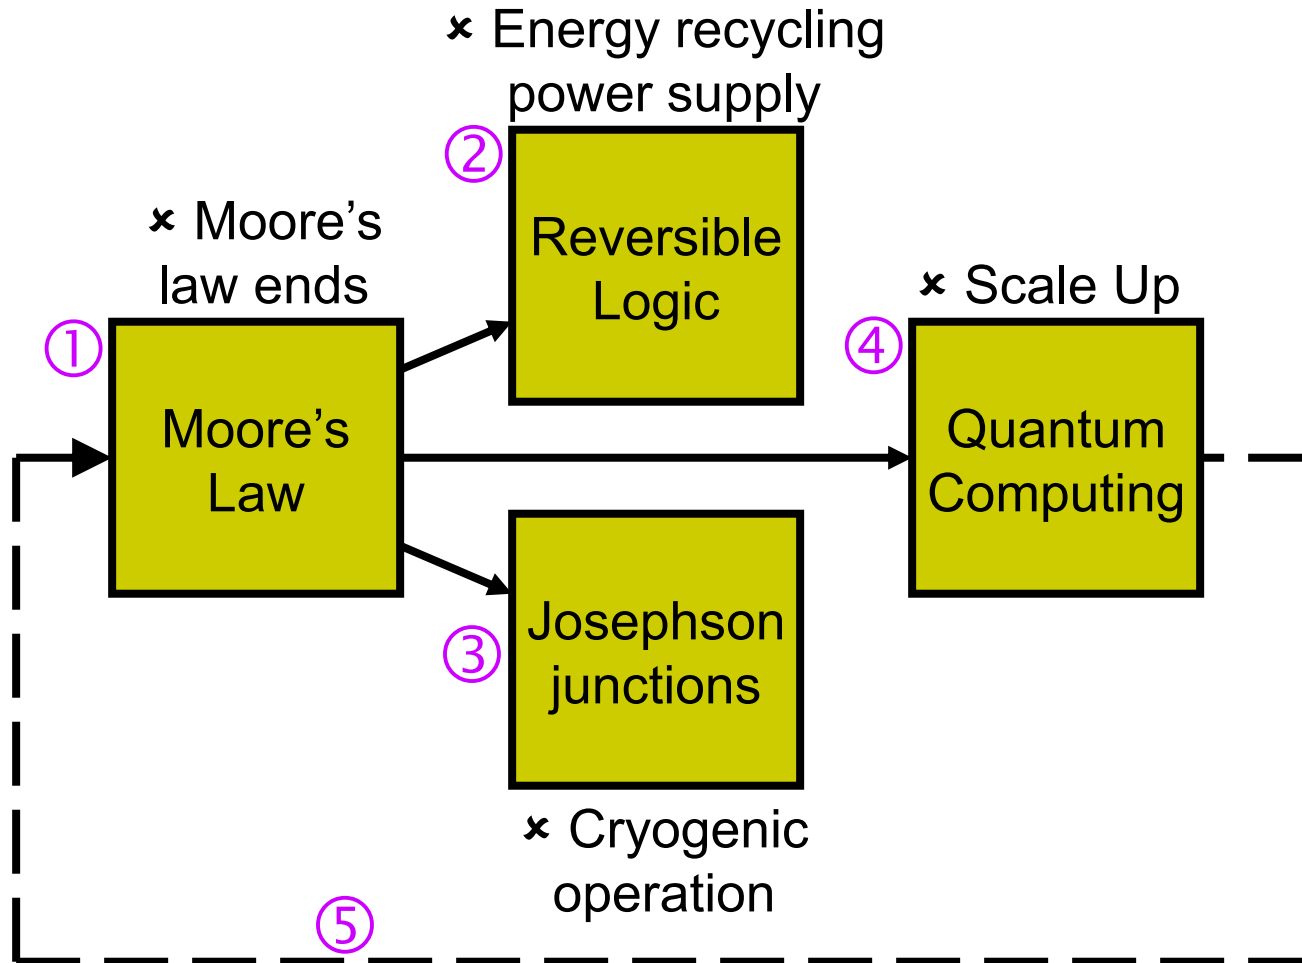 ✘ Energy recycling
power supply
②
Reversible
Logic
✘ Moore’s
law ends
①
Moore’s
Law
✘ Scale Up
④
Quantum
Computing
③
Josephson
junctions
✘ Cryogenic
operation
⑤